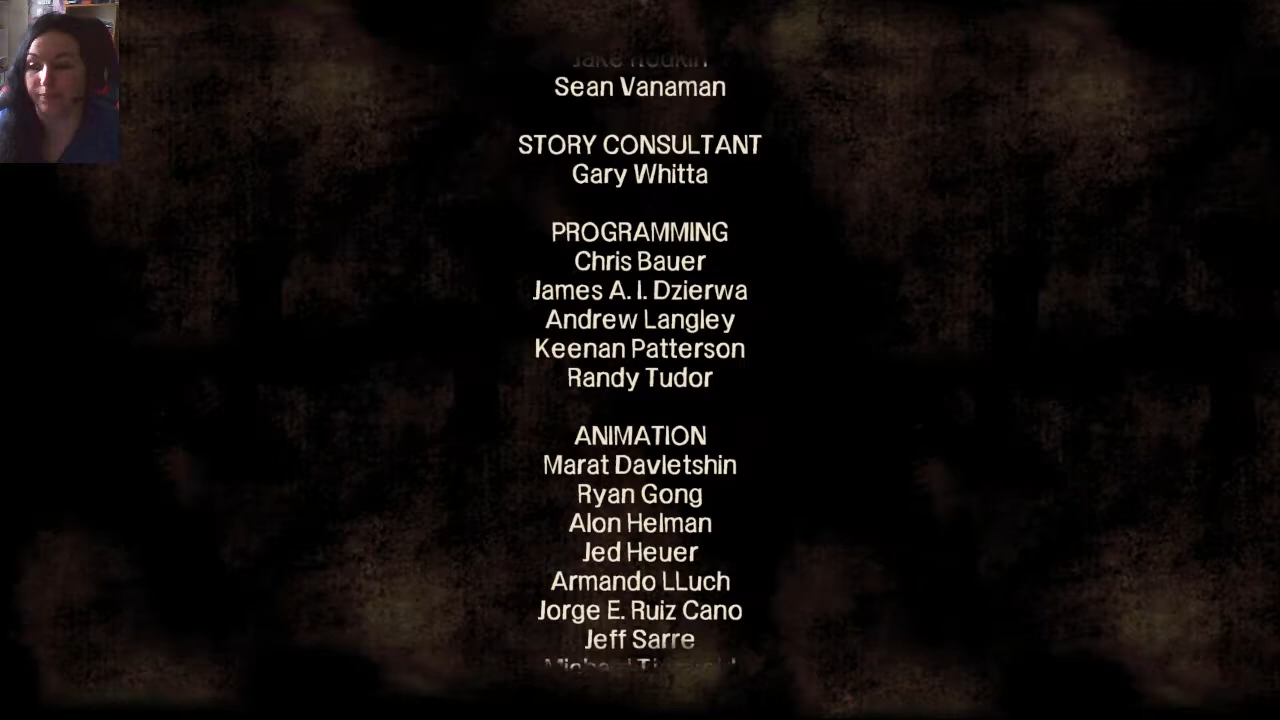 Sean Vanaman
STORY CONSULTANT
Gary Whitta
PROGRAMMING
Chris Bauer
James A. I. Dzierwa
Andrew Langley
Keenan Patterson
Randy Tudor
ANIMATION
Marat Davletshin
Ryan Gong
Alon Helman
Jed Heuer
Armando LLuch
Jorge E. Ruiz Cano
Jeff Sarre